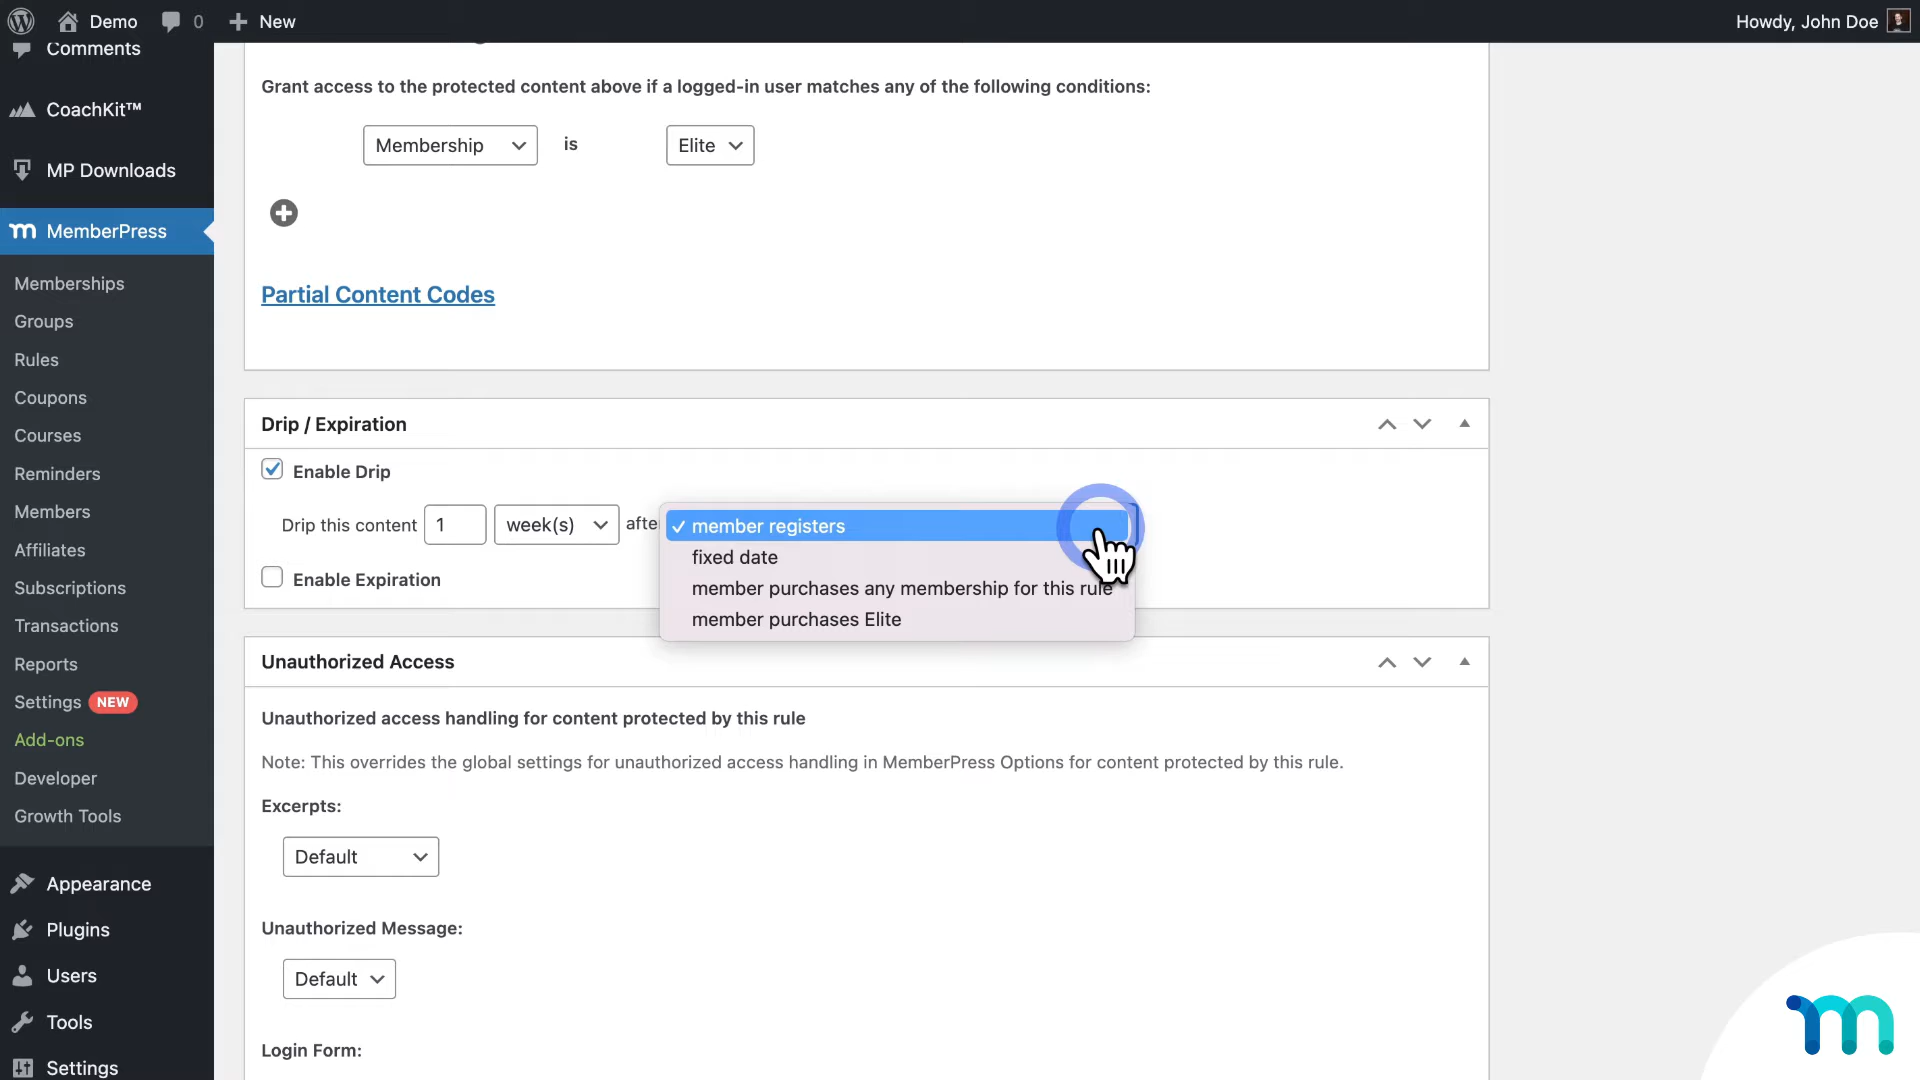 Demo
0
New
Howdy, John Doe
Comments
CoachKit™
MP Downloads
MemberPress
Memberships
Groups
Rules
Coupons
Courses
Reminders
Members
Affiliates
Subscriptions
Transactions
Reports
Settings NEW
Add-ons
Developer
Growth Tools
Appearance
Plugins
Users
Tools
Settings
Grant access to the protected content above if a logged-in user matches any of the following conditions:
Membership is Elite
Partial Content Codes
Drip / Expiration
Enable Drip
Drip this content 1 week(s) afte
✓ member registers
fixed date
member purchases any membership for this rule
member purchases Elite
Enable Expiration
Unauthorized Access
Unauthorized access handling for content protected by this rule
Note: This overrides the global settings for unauthorized access handling in MemberPress Options for content protected by this rule.
Excerpts:
Default
Unauthorized Message:
Default
Login Form: